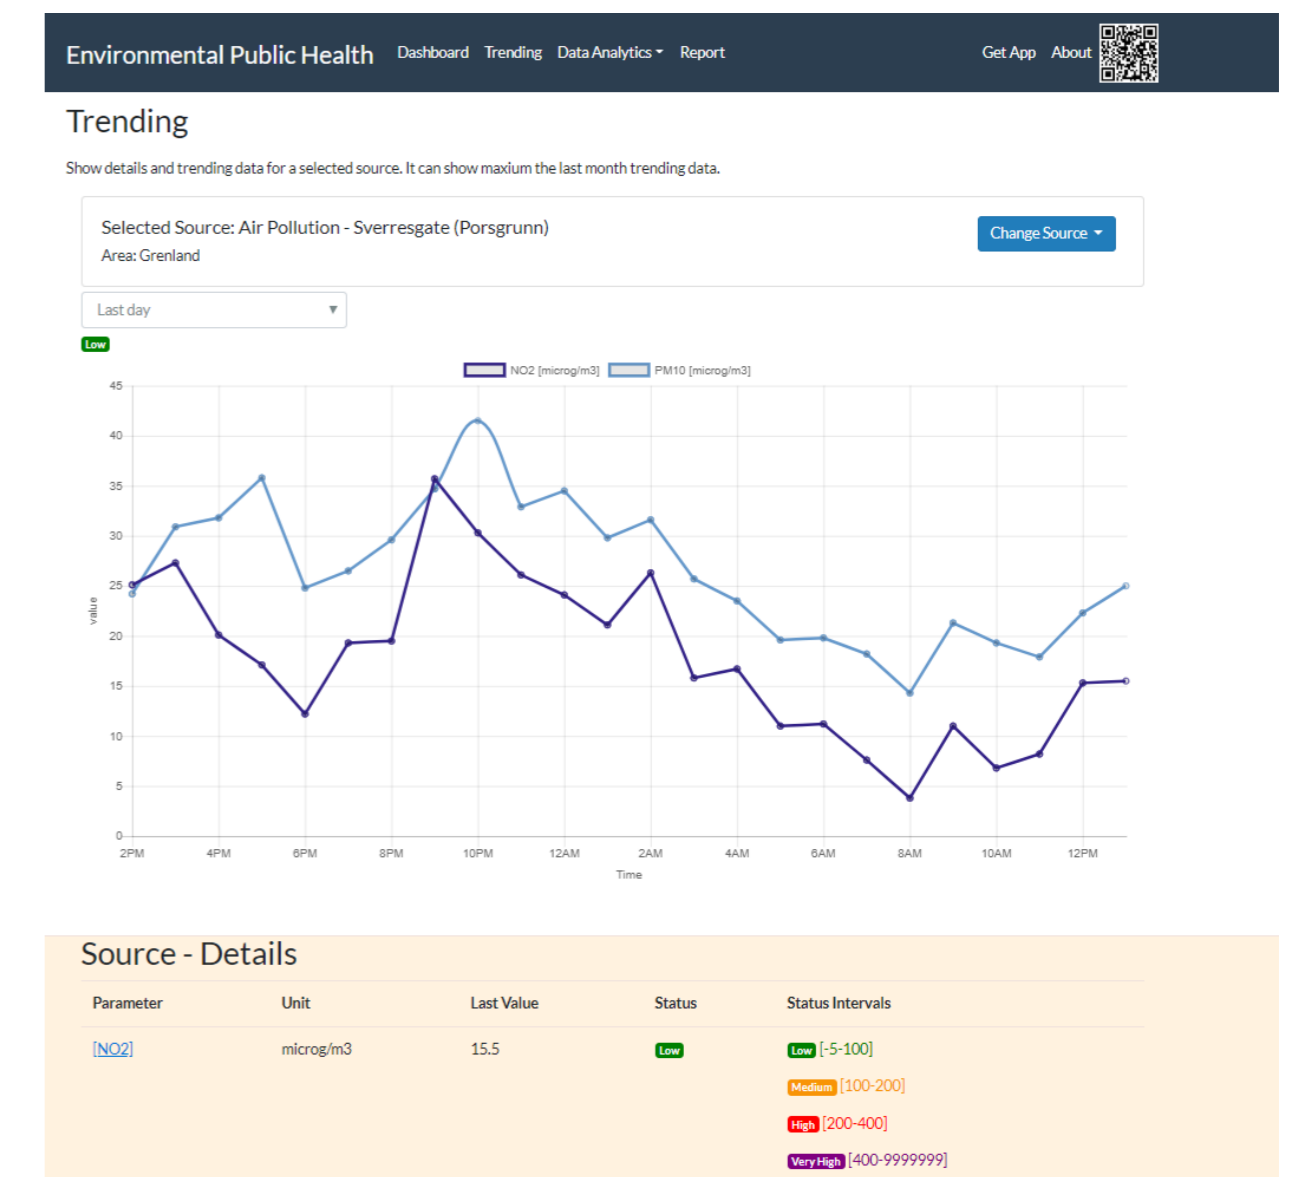 Environmental Public Health Dashboard Trending Data Analytics Report Get App About
Trending
Show details and trending data for a selected source. It can show maxium the last month trending data.
Selected Source: Air Pollution - Sverresgate (Porsgrunn)
Change Source
Area: Grenland
Last day
Low
NO2 [microg/m3] PM10 [microg/m3]
45
40
35
30
25
value
20
15
10
5
0
2PM 4PM 6PM 8PM 10PM 12AM 2AM 4AM 6AM 8AM 10AM 12PM
Time
Source - Details
Parameter Unit Last Value Status Status Intervals
[NO2] microg/m3 15.5 Low Low [-5-100]
Medium [100-200]
High [200-400]
Very High [400-9999999]